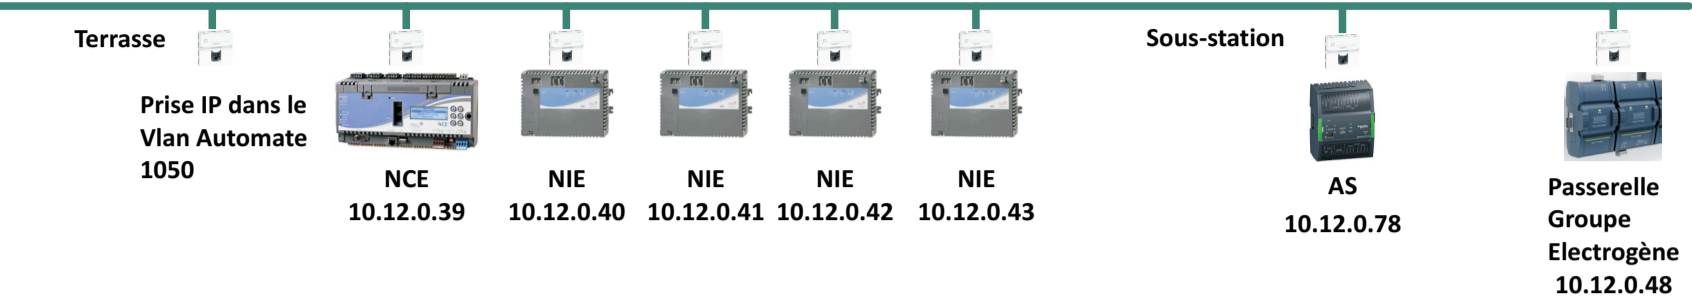 Terrasse
Prise IP dans le
Vlan Automate
1050
NCE
10.12.0.39
NIE
10.12.0.40
NIE
10.12.0.41
NIE
10.12.0.42
NIE
10.12.0.43
Sous-station
AS
10.12.0.78
Passerelle
Groupe
Electrogène
10.12.0.48
NCE